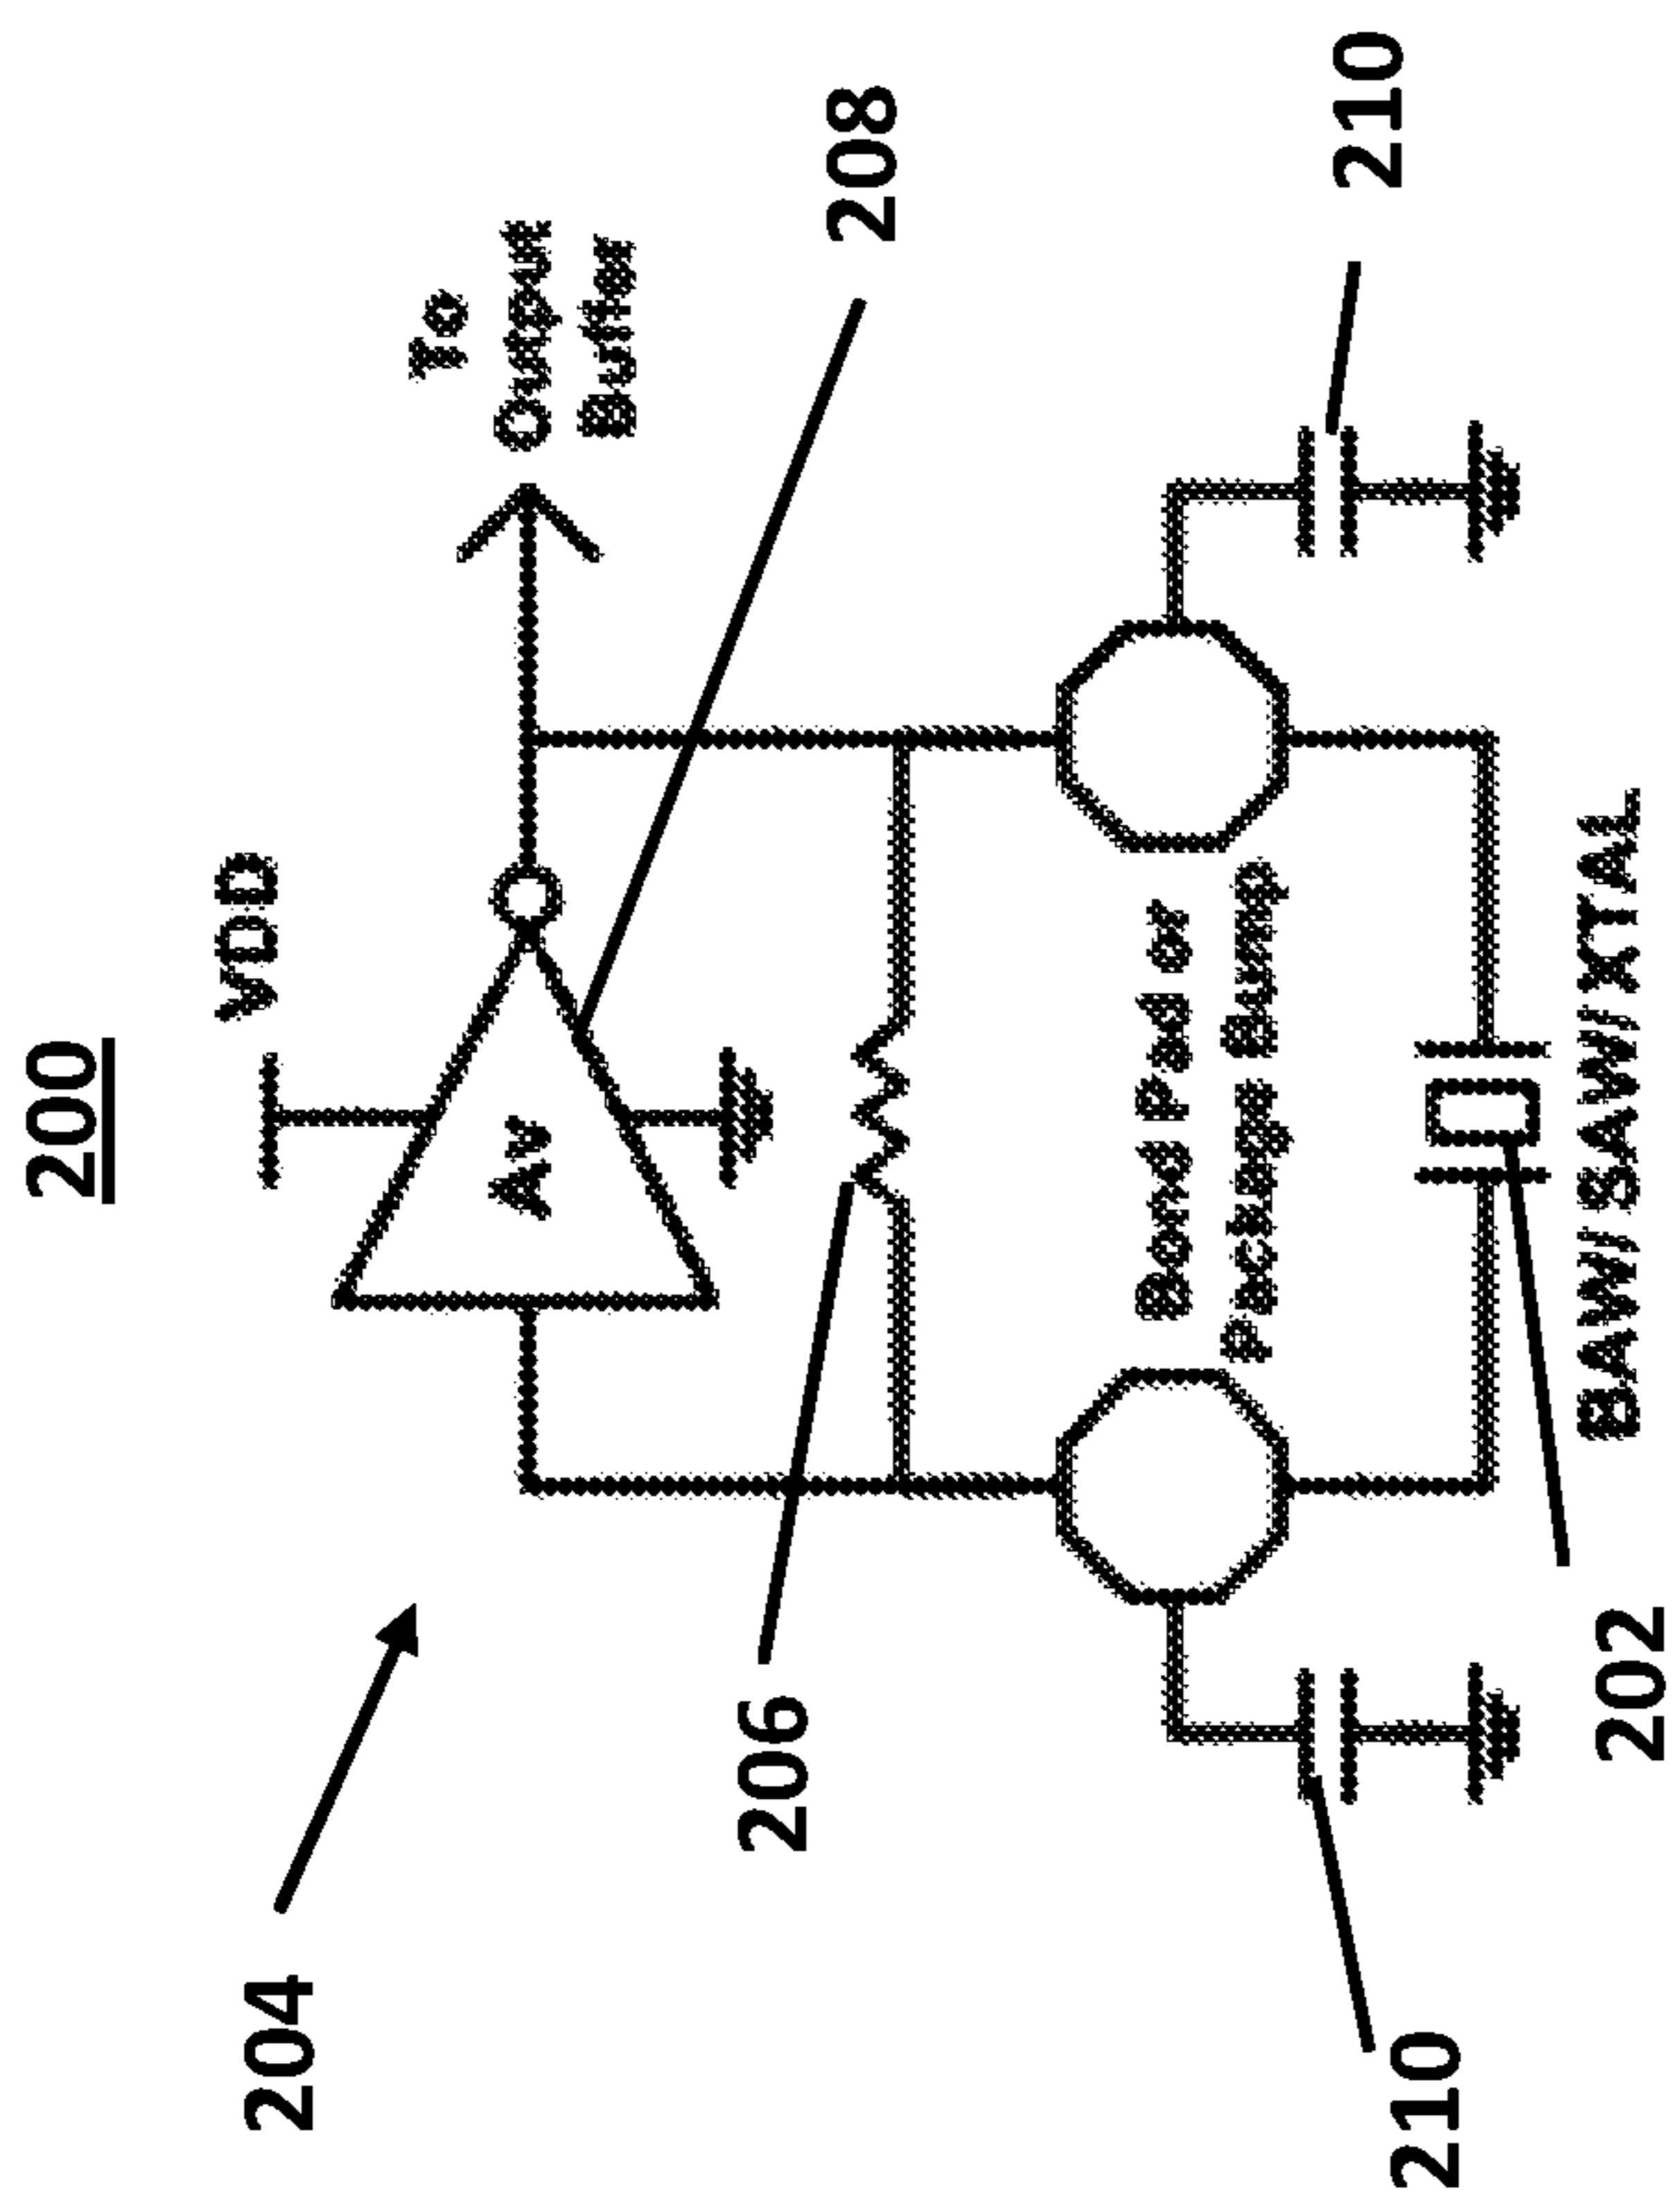 200
VDD
204
To
Output
Buffer
Av
208
206
Bond Pad or
Package Bump
210
210
BAW/ SAW/ XTAL
202